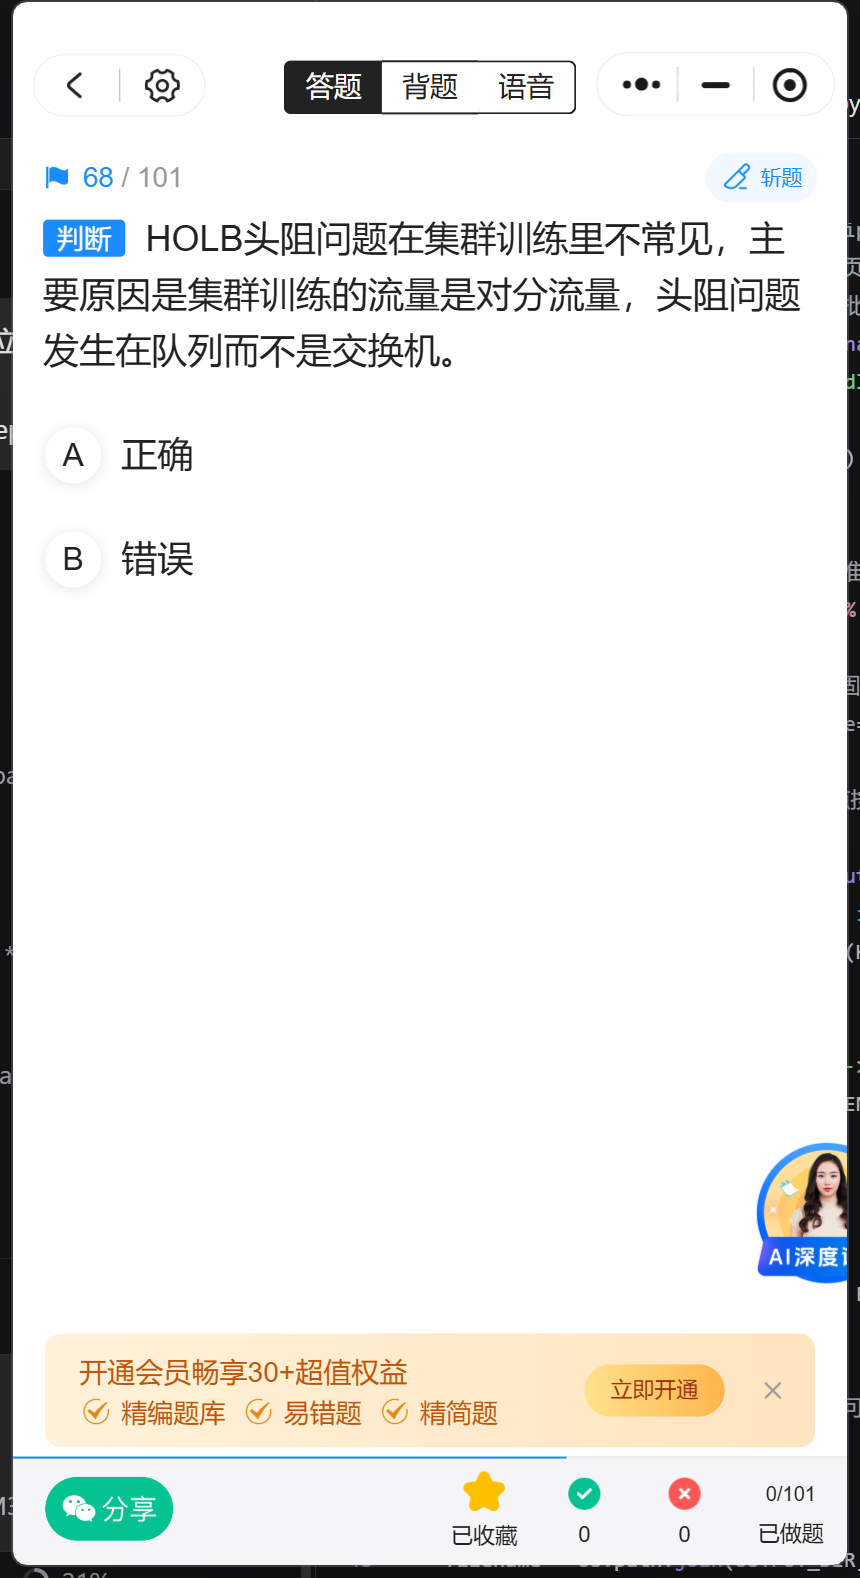 答题 背题 语音
68 / 101
斩题
判断 HOLB头阻问题在集群训练里不常见，主
要原因是集群训练的流量是对分流量，头阻问题
发生在队列而不是交换机。
A 正确
B 错误
AI深度
开通会员畅享30+超值权益
精编题库 易错题 精简题
立即开通
分享
已收藏
0
0
0/101
已做题